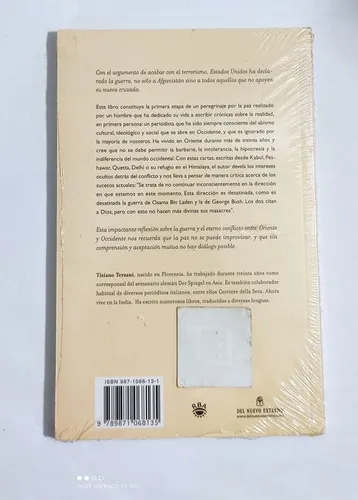 Con el argumento de acabar con el terrorismo, Estados Unidos ha decla-
rado la guerra, no sólo a Afganistán sino a todos aquellos que no apoyen
su nueva cruzada.
Este libro constituye la primera etapa de un peregrinaje por la paz realizado
por un hombre que ha dedicado su vida a escribir crónicas sobre la realidad,
en primera persona: un periodista que ha sido siempre consciente del abismo
cultural, ideológico y social que se abre en Occidente, y que es ignorado por
la mayoría de nosotros. Ha vivido en Oriente durante más de treinta años y
cree que no se debe permitir la barbarie, la intolerancia, la hipocresía y la
indiferencia del mundo occidental. Con estas cartas, escritas desde Kabul, Pes-
hawar, Quetta, Delhi o su refugio en el Himalaya, el autor devela los intereses
ocultos detrás del conflicto y nos lleva a pensar de manera crítica acerca de los
sucesos actuales: "Se trata de no continuar inconscientemente en la dirección
en que estamos en este momento. Esta dirección es desatinada, como es
desatinada la guerra de Osama Bin Laden y la de George Bush. Los dos citan
a Dios, pero con esto no hacen más divinas sus masacres".
Esta impactante reflexión sobre la guerra y el eterno conflicto entre Oriente
y Occidente nos recuerda que la paz no se puede improvisar, y que sin
comprensión y aceptación mutua no hay diálogo posible.
Tiziano Terzani, nacido en Florencia, ha trabajado durante treinta años como
corresponsal del semanario alemán Der Spiegel en Asia. Es también colaborador
habitual de diversos periódicos italianos, entre ellos Corriere della Sera. Ahora
vive en la India. Ha escrito numerosos libros, traducidos a diversas lenguas.
ISBN 987-1068-13-1
9 789871 068135
RBA
DEL NUEVO EXTREMO